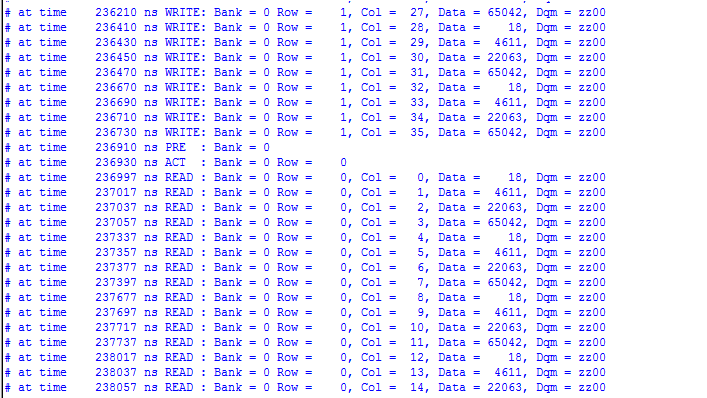 # at time    236210 ns WRITE: Bank = 0 Row =    1, Col =  27, Data = 65042, Dqm = zz00
# at time    236410 ns WRITE: Bank = 0 Row =    1, Col =  28, Data =    18, Dqm = zz00
# at time    236430 ns WRITE: Bank = 0 Row =    1, Col =  29, Data =  4611, Dqm = zz00
# at time    236450 ns WRITE: Bank = 0 Row =    1, Col =  30, Data = 22063, Dqm = zz00
# at time    236470 ns WRITE: Bank = 0 Row =    1, Col =  31, Data = 65042, Dqm = zz00
# at time    236670 ns WRITE: Bank = 0 Row =    1, Col =  32, Data =    18, Dqm = zz00
# at time    236690 ns WRITE: Bank = 0 Row =    1, Col =  33, Data =  4611, Dqm = zz00
# at time    236710 ns WRITE: Bank = 0 Row =    1, Col =  34, Data = 22063, Dqm = zz00
# at time    236730 ns WRITE: Bank = 0 Row =    1, Col =  35, Data = 65042, Dqm = zz00
# at time    236910 ns PRE  : Bank = 0
# at time    236930 ns ACT  : Bank = 0 Row =    0
# at time    236997 ns READ : Bank = 0 Row =    0, Col =   0, Data =    18, Dqm = zz00
# at time    237017 ns READ : Bank = 0 Row =    0, Col =   1, Data =  4611, Dqm = zz00
# at time    237037 ns READ : Bank = 0 Row =    0, Col =   2, Data = 22063, Dqm = zz00
# at time    237057 ns READ : Bank = 0 Row =    0, Col =   3, Data = 65042, Dqm = zz00
# at time    237337 ns READ : Bank = 0 Row =    0, Col =   4, Data =    18, Dqm = zz00
# at time    237357 ns READ : Bank = 0 Row =    0, Col =   5, Data =  4611, Dqm = zz00
# at time    237377 ns READ : Bank = 0 Row =    0, Col =   6, Data = 22063, Dqm = zz00
# at time    237397 ns READ : Bank = 0 Row =    0, Col =   7, Data = 65042, Dqm = zz00
# at time    237677 ns READ : Bank = 0 Row =    0, Col =   8, Data =    18, Dqm = zz00
# at time    237697 ns READ : Bank = 0 Row =    0, Col =   9, Data =  4611, Dqm = zz00
# at time    237717 ns READ : Bank = 0 Row =    0, Col =  10, Data = 22063, Dqm = zz00
# at time    237737 ns READ : Bank = 0 Row =    0, Col =  11, Data = 65042, Dqm = zz00
# at time    238017 ns READ : Bank = 0 Row =    0, Col =  12, Data =    18, Dqm = zz00
# at time    238037 ns READ : Bank = 0 Row =    0, Col =  13, Data =  4611, Dqm = zz00
# at time    238057 ns READ : Bank = 0 Row =    0, Col =  14, Data = 22063, Dqm = zz00